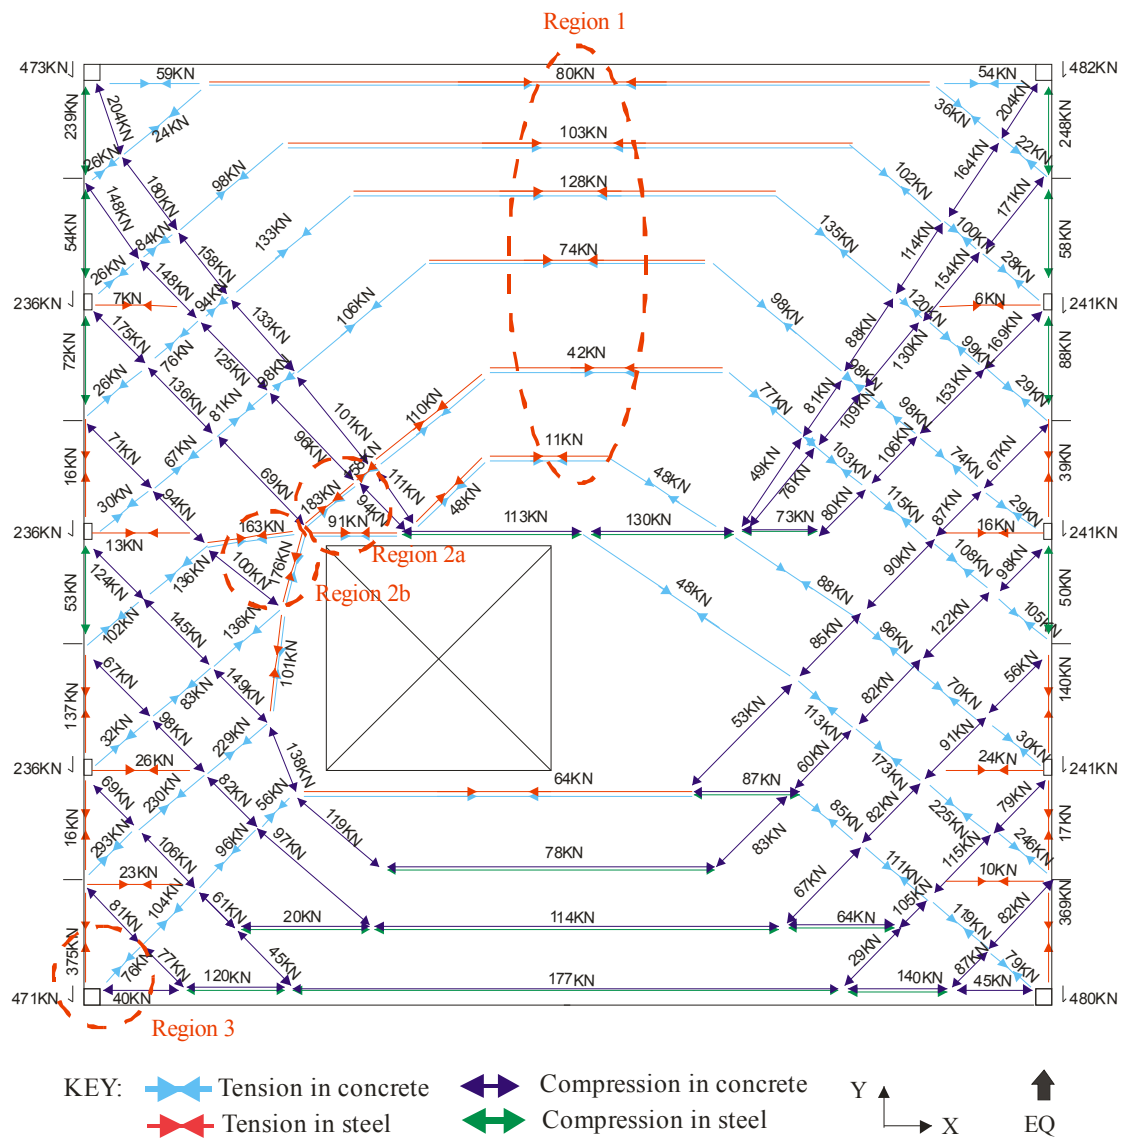 Region 1
473KN
59KN
80KN
54KN
482KN
239KN
204KN
24KN
36KN
204KN
248KN
26KN
103KN
164KN
22KN
148KN
180KN
98KN
128KN
102KN
171KN
54KN
84KN
133KN
135KN
114KN
100KN
58KN
26KN
148KN
158KN
74KN
154KN
28KN
236KN
7KN
94KN
106KN
98KN
120KN
6KN
241KN
72KN
175KN
133KN
88KN
130KN
169KN
88KN
76KN
125KN
42KN
99KN
26KN
136KN
98KN
77KN
81KN
98KN
153KN
29KN
81KN
101KN
110KN
109KN
98KN
16KN
71KN
67KN
96KN
58KN
11KN
49KN
103KN
106KN
74KN
67KN
39KN
30KN
94KN
69KN
183KN
94KN
111KN
48KN
48KN
76KN
80KN
115KN
87KN
29KN
236KN
13KN
163KN
91KN
113KN
130KN
73KN
16KN
241KN
Region 2a
53KN
124KN
136KN
100KN
176KN
Region 2b
48KN
88KN
90KN
108KN
98KN
50KN
102KN
145KN
136KN
85KN
96KN
122KN
105KN
137KN
67KN
83KN
149KN
101KN
53KN
82KN
70KN
56KN
140KN
32KN
98KN
229KN
113KN
91KN
30KN
236KN
26KN
138KN
64KN
87KN
60KN
173KN
24KN
241KN
16KN
69KN
230KN
82KN
56KN
119KN
83KN
85KN
82KN
225KN
79KN
17KN
293KN
106KN
96KN
97KN
78KN
115KN
246KN
23KN
111KN
10KN
81KN
104KN
61KN
20KN
114KN
67KN
64KN
105KN
119KN
82KN
369KN
375KN
76KN
77KN
45KN
29KN
87KN
79KN
471KN
40KN
120KN
177KN
140KN
45KN
480KN
Region 3
KEY:
Tension in concrete
Compression in concrete
Tension in steel
Compression in steel
Y
X
EQ